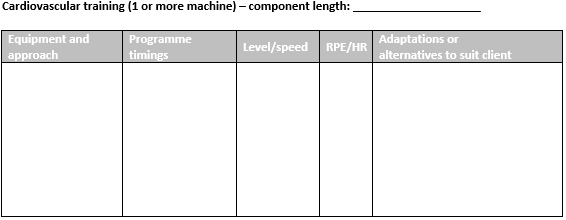 Cardiovascular training (1 or more machine) – component length: ____________________
Equipment and approach
Programme timings
Level/speed
RPE/HR
Adaptations or alternatives to suit client